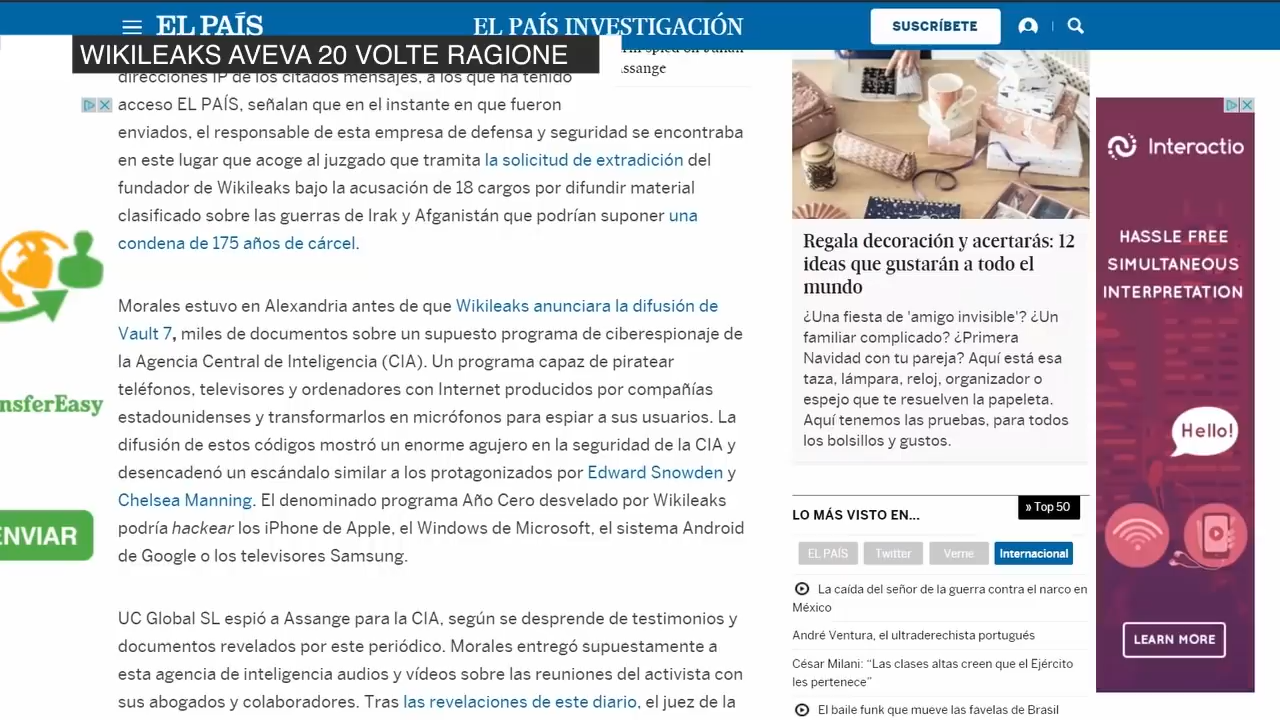 EL PAÍS
EL PAÍS INVESTIGACIÓN
SUSCRÍBETE
WIKILEAKS AVEVA 20 VOLTE RAGIONE
direcciones IP de los citados mensajes, a los que ha tenido
acceso EL PAÍS, señalan que en el instante en que fueron
enviados, el responsable de esta empresa de defensa y seguridad se encontraba
en este lugar que acoge al juzgado que tramita la solicitud de extradición del
fundador de Wikileaks bajo la acusación de 18 cargos por difundir material
clasificado sobre las guerras de Irak y Afganistán que podrían suponer una
condena de 175 años de cárcel.
Morales estuvo en Alexandria antes de que Wikileaks anunciara la difusión de
Vault 7, miles de documentos sobre un supuesto programa de ciberespionaje de
la Agencia Central de Inteligencia (CIA). Un programa capaz de piratear
teléfonos, televisores y ordenadores con Internet producidos por compañías
estadounidenses y transformarlos en micrófonos para espiar a sus usuarios. La
difusión de estos códigos mostró un enorme agujero en la seguridad de la CIA y
desencadenó un escándalo similar a los protagonizados por Edward Snowden y
Chelsea Manning. El denominado programa Año Cero desvelado por Wikileaks
podría hackear los iPhone de Apple, el Windows de Microsoft, el sistema Android
de Google o los televisores Samsung.
UC Global SL espió a Assange para la CIA, según se desprende de testimonios y
documentos revelados por este periódico. Morales entregó supuestamente a
esta agencia de inteligencia audios y vídeos sobre las reuniones del activista con
sus abogados y colaboradores. Tras las revelaciones de este diario, el juez de la
nsferEasy
ENVIAR
ssange
Regala decoración y acertarás: 12
ideas que gustarán a todo el
mundo
¿Una fiesta de 'amigo invisible'? ¿Un
familiar complicado? ¿Primera
Navidad con tu pareja? Aquí está esa
taza, lámpara, reloj, organizador o
espejo que te resuelven la papeleta.
Aquí tenemos las pruebas, para todos
los bolsillos y gustos.
LO MÁS VISTO EN...
» Top 50
EL PAÍS
Twitter
Verne
Internacional
La caída del señor de la guerra contra el narco en
México
André Ventura, el ultraderechista portugués
César Milani: “Las clases altas creen que el Ejército
les pertenece”
El baile funk que mueve las favelas de Brasil
Interactio
HASSLE FREE
SIMULTANEOUS
INTERPRETATION
Hello!
LEARN MORE